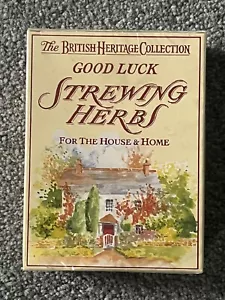 The British Heritage Collection
Good Luck
Strewing
Herbs
For The House & Home